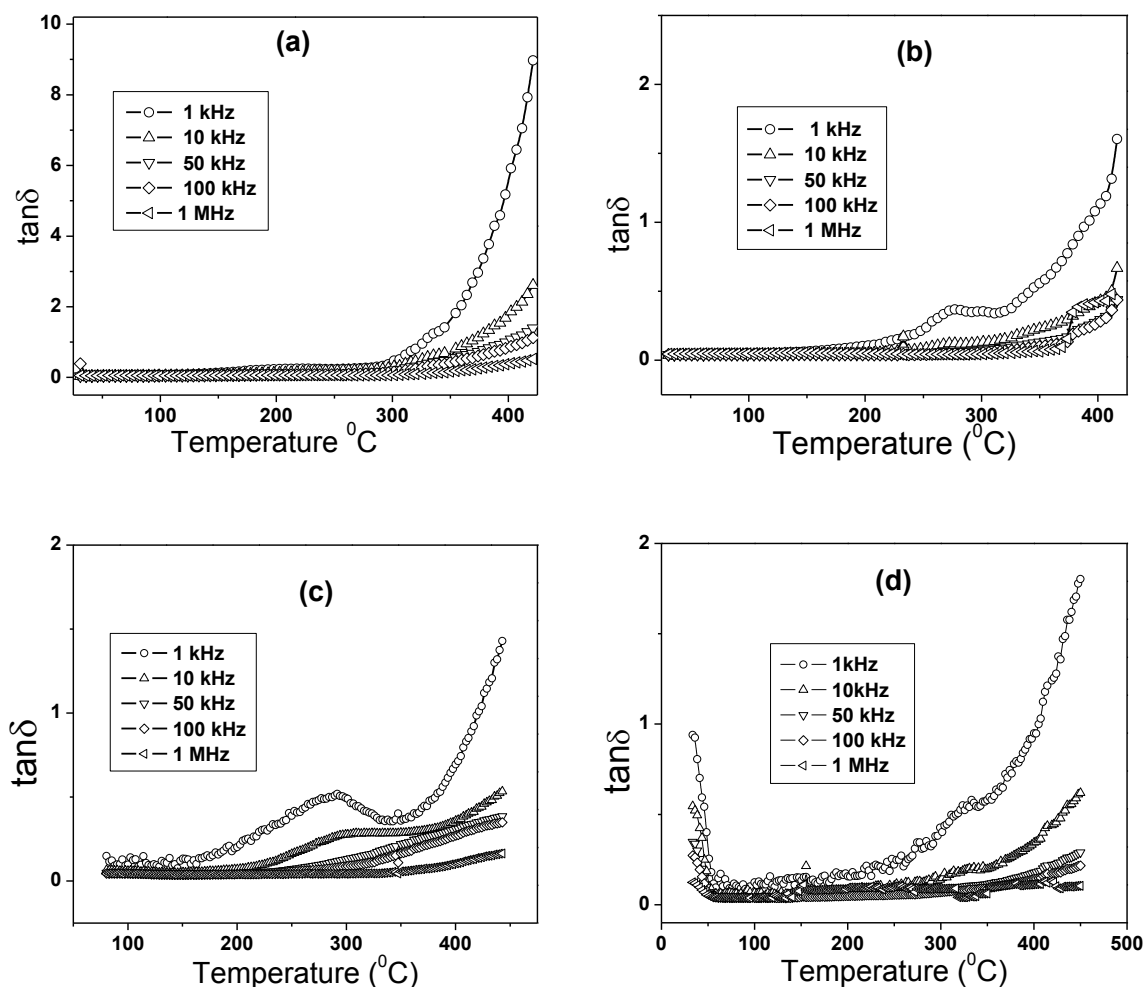 (a)
1 kHz
10 kHz
50 kHz
100 kHz
1 MHz
tanδ
10
8
6
4
2
0
100
200
300
400
Temperature ⁰C
(b)
1 kHz
10 kHz
50 kHz
100 kHz
1 MHz
tanδ
2
1
0
100
200
300
400
Temperature (⁰C)
(c)
1 kHz
10 kHz
50 kHz
100 kHz
1 MHz
tanδ
2
1
0
100
200
300
400
Temperature (⁰C)
(d)
1kHz
10kHz
50 kHz
100 kHz
1 MHz
tanδ
2
1
0
0
100
200
300
400
500
Temperature (⁰C)